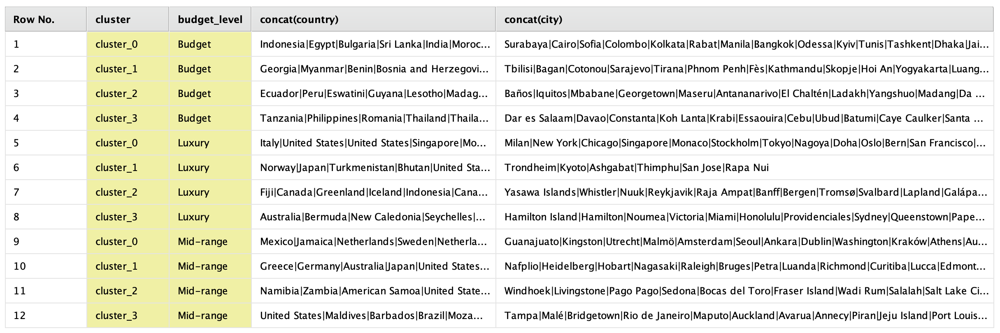 Row No. cluster budget_level concat(country) concat(city)
1 cluster_0 Budget Indonesia|Egypt|Bulgaria|Sri Lanka|India|Moroc... Surabaya|Cairo|Sofia|Colombo|Kolkata|Rabat|Manila|Bangkok|Odessa|Kyiv|Tunis|Tashkent|Dhaka|Jai...
2 cluster_1 Budget Georgia|Myanmar|Benin|Bosnia and Herzegovi... Tbilisi|Bagan|Cotonou|Sarajevo|Tirana|Phnom Penh|Fès|Kathmandu|Skopje|Hoi An|Yogyakarta|Luang...
3 cluster_2 Budget Ecuador|Peru|Eswatini|Guyana|Lesotho|Madag... Baños|Iquitos|Mbabane|Georgetown|Maseru|Antananarivo|El Chaltén|Ladakh|Yangshuo|Madang|Da ...
4 cluster_3 Budget Tanzania|Philippines|Romania|Thailand|Thaila... Dar es Salaam|Davao|Constanta|Koh Lanta|Krabi|Essaouira|Cebu|Ubud|Batumi|Caye Caulker|Santa ...
5 cluster_0 Luxury Italy|United States|United States|Singapore|Mo... Milan|New York|Chicago|Singapore|Monaco|Stockholm|Tokyo|Nagoya|Doha|Oslo|Bern|San Francisco|...
6 cluster_1 Luxury Norway|Japan|Turkmenistan|Bhutan|United Sta... Trondheim|Kyoto|Ashgabat|Thimphu|San Jose|Rapa Nui
7 cluster_2 Luxury Fiji|Canada|Greenland|Iceland|Indonesia|Cana... Yasawa Islands|Whistler|Nuuk|Reykjavik|Raja Ampat|Banff|Bergen|Tromsø|Svalbard|Lapland|Galápa...
8 cluster_3 Luxury Australia|Bermuda|New Caledonia|Seychelles|... Hamilton Island|Hamilton|Noumea|Victoria|Miami|Honolulu|Providenciales|Sydney|Queenstown|Pape...
9 cluster_0 Mid-range Mexico|Jamaica|Netherlands|Sweden|Netherla... Guanajuato|Kingston|Utrecht|Malmö|Amsterdam|Seoul|Ankara|Dublin|Washington|Kraków|Athens|Au...
10 cluster_1 Mid-range Greece|Germany|Australia|Japan|United States... Nafplio|Heidelberg|Hobart|Nagasaki|Raleigh|Bruges|Petra|Luanda|Richmond|Curitiba|Lucca|Edmont...
11 cluster_2 Mid-range Namibia|Zambia|American Samoa|United State... Windhoek|Livingstone|Pago Pago|Sedona|Bocas del Toro|Fraser Island|Wadi Rum|Salalah|Salt Lake Ci...
12 cluster_3 Mid-range United States|Maldives|Barbados|Brazil|Moza... Tampa|Malé|Bridgetown|Rio de Janeiro|Maputo|Auckland|Avarua|Annecy|Piran|Jeju Island|Port Louis...